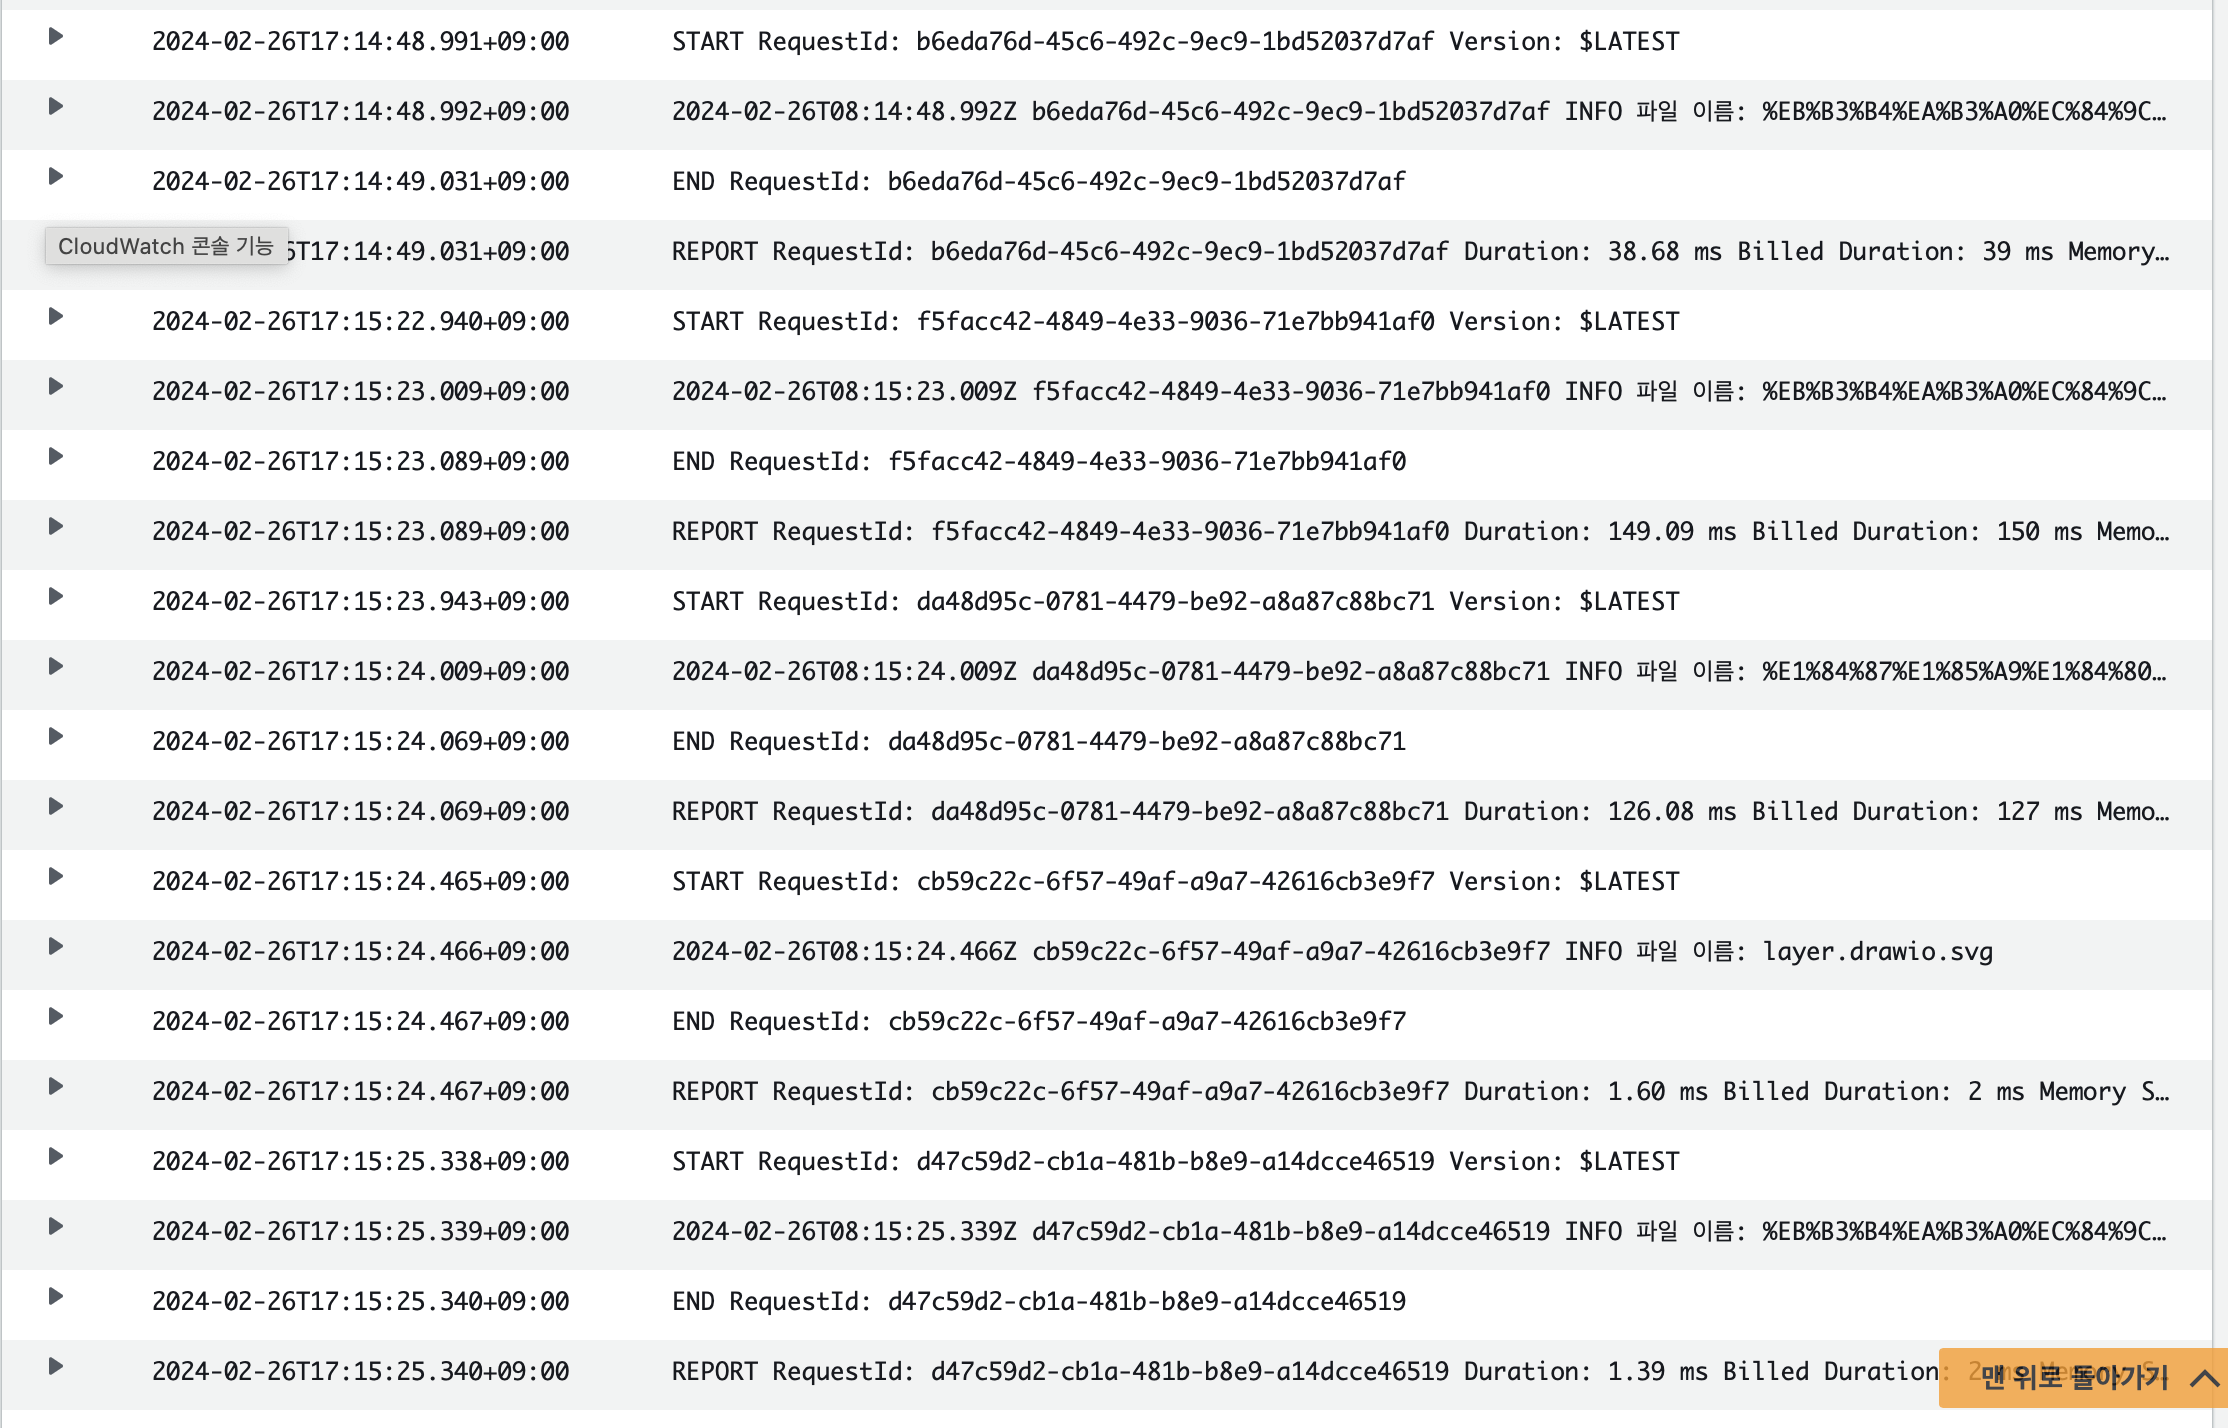 2024-02-26T17:14:48.991+09:00 START RequestId: b6eda76d-45c6-492c-9ec9-1bd52037d7af Version: $LATEST
2024-02-26T17:14:48.992+09:00 2024-02-26T08:14:48.992Z b6eda76d-45c6-492c-9ec9-1bd52037d7af INFO 파일 이름: %EB%B3%B4%EA%B3%A0%EC%84%9C…
2024-02-26T17:14:49.031+09:00 END RequestId: b6eda76d-45c6-492c-9ec9-1bd52037d7af
CloudWatch 콘솔 기능 6T17:14:49.031+09:00 REPORT RequestId: b6eda76d-45c6-492c-9ec9-1bd52037d7af Duration: 38.68 ms Billed Duration: 39 ms Memory…
2024-02-26T17:15:22.940+09:00 START RequestId: f5facc42-4849-4e33-9036-71e7bb941af0 Version: $LATEST
2024-02-26T17:15:23.009+09:00 2024-02-26T08:15:23.009Z f5facc42-4849-4e33-9036-71e7bb941af0 INFO 파일 이름: %EB%B3%B4%EA%B3%A0%EC%84%9C…
2024-02-26T17:15:23.089+09:00 END RequestId: f5facc42-4849-4e33-9036-71e7bb941af0
2024-02-26T17:15:23.089+09:00 REPORT RequestId: f5facc42-4849-4e33-9036-71e7bb941af0 Duration: 149.09 ms Billed Duration: 150 ms Memo…
2024-02-26T17:15:23.943+09:00 START RequestId: da48d95c-0781-4479-be92-a8a87c88bc71 Version: $LATEST
2024-02-26T17:15:24.009+09:00 2024-02-26T08:15:24.009Z da48d95c-0781-4479-be92-a8a87c88bc71 INFO 파일 이름: %E1%84%87%E1%85%A9%E1%84%80…
2024-02-26T17:15:24.069+09:00 END RequestId: da48d95c-0781-4479-be92-a8a87c88bc71
2024-02-26T17:15:24.069+09:00 REPORT RequestId: da48d95c-0781-4479-be92-a8a87c88bc71 Duration: 126.08 ms Billed Duration: 127 ms Memo…
2024-02-26T17:15:24.465+09:00 START RequestId: cb59c22c-6f57-49af-a9a7-42616cb3e9f7 Version: $LATEST
2024-02-26T17:15:24.466+09:00 2024-02-26T08:15:24.466Z cb59c22c-6f57-49af-a9a7-42616cb3e9f7 INFO 파일 이름: layer.drawio.svg
2024-02-26T17:15:24.467+09:00 END RequestId: cb59c22c-6f57-49af-a9a7-42616cb3e9f7
2024-02-26T17:15:24.467+09:00 REPORT RequestId: cb59c22c-6f57-49af-a9a7-42616cb3e9f7 Duration: 1.60 ms Billed Duration: 2 ms Memory S…
2024-02-26T17:15:25.338+09:00 START RequestId: d47c59d2-cb1a-481b-b8e9-a14dcce46519 Version: $LATEST
2024-02-26T17:15:25.339+09:00 2024-02-26T08:15:25.339Z d47c59d2-cb1a-481b-b8e9-a14dcce46519 INFO 파일 이름: %EB%B3%B4%EA%B3%A0%EC%84%9C…
2024-02-26T17:15:25.340+09:00 END RequestId: d47c59d2-cb1a-481b-b8e9-a14dcce46519
2024-02-26T17:15:25.340+09:00 REPORT RequestId: d47c59d2-cb1a-481b-b8e9-a14dcce46519 Duration: 1.39 ms Billed Duration: 2 ms Memory S…
맨 위로 돌아가기